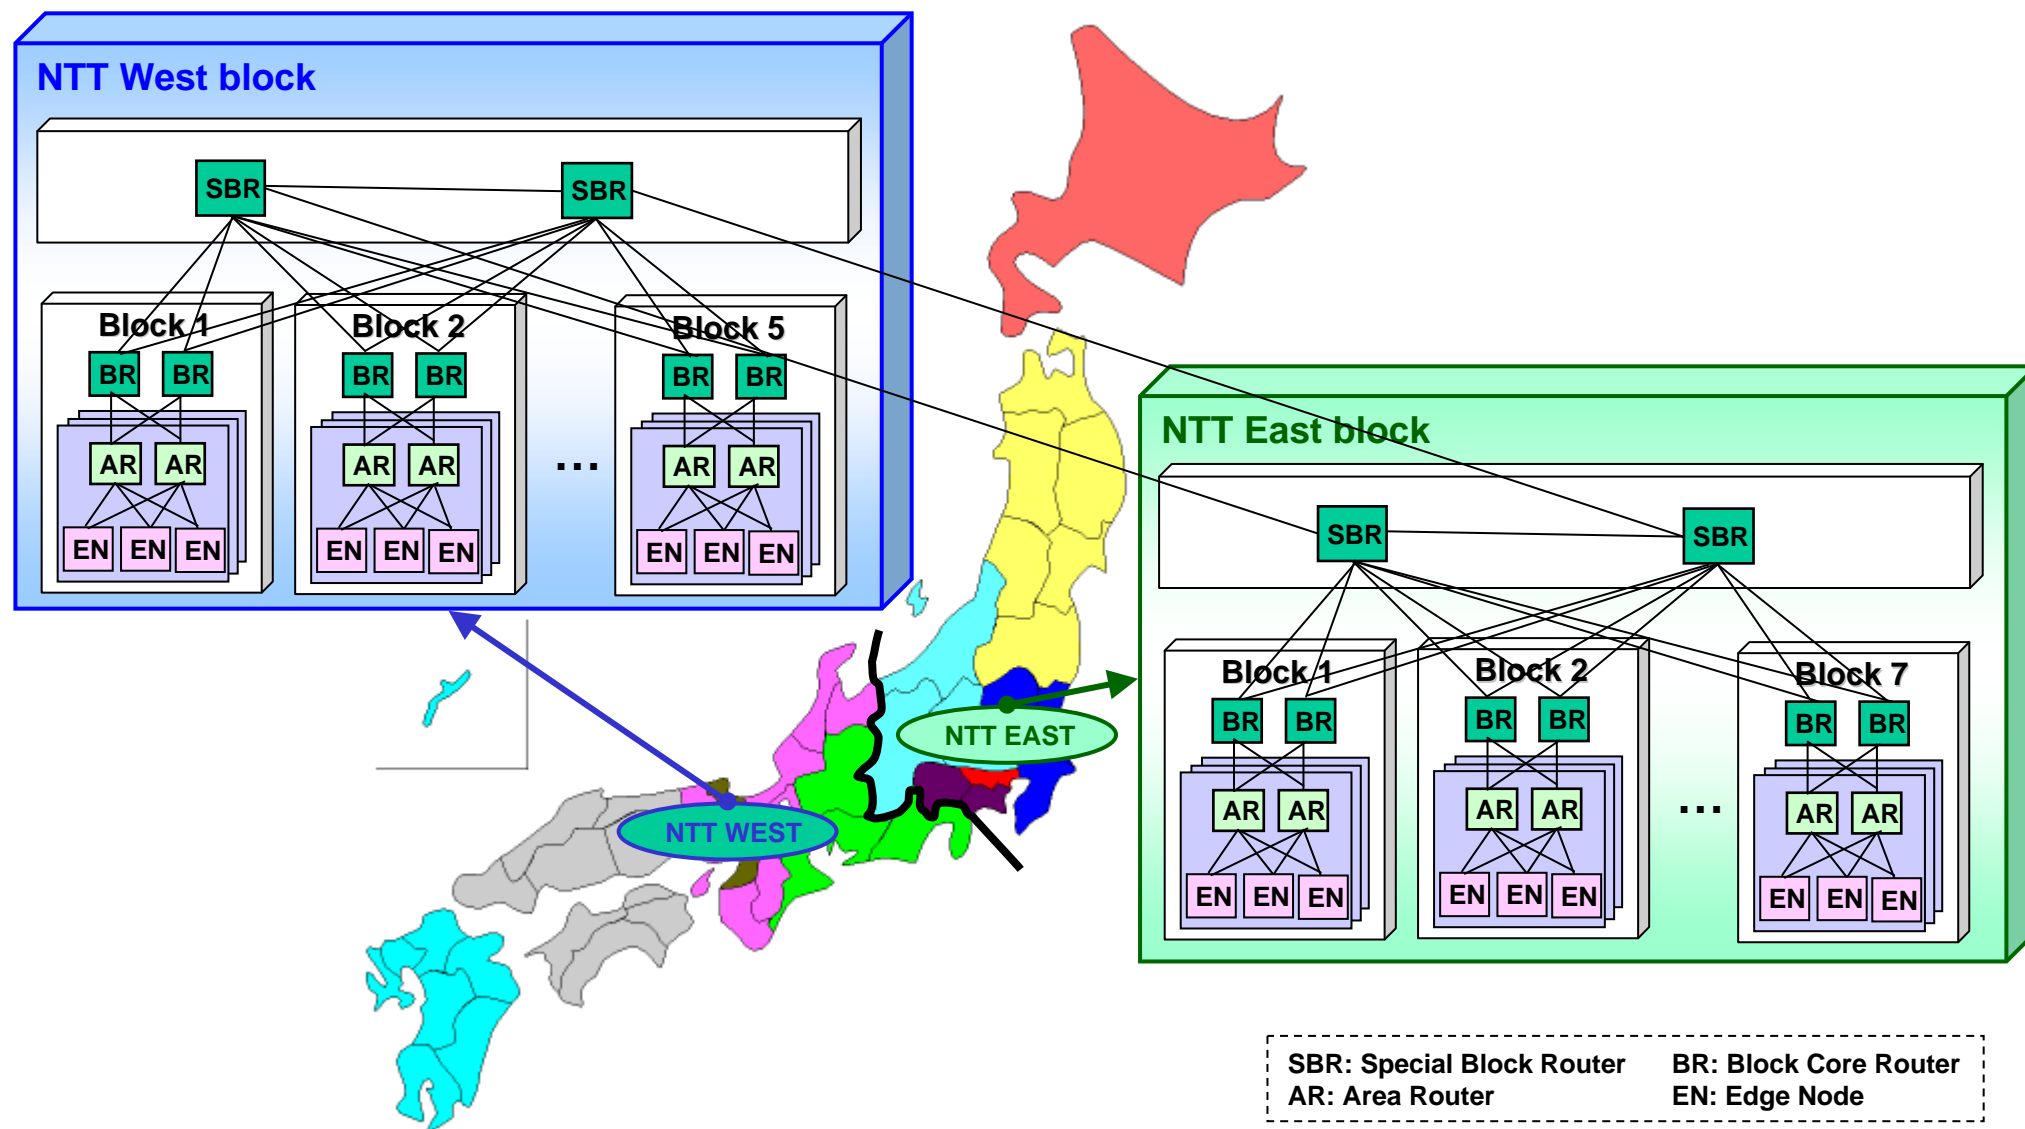 NTT West block
SBR SBR
Block 1 Block 2 Block 5
BR BR BR BR BR BR
AR AR AR AR ... AR AR
EN EN EN EN EN EN EN EN EN
NTT East block
SBR SBR
Block 1 Block 2 Block 7
BR BR BR BR BR BR
AR AR AR AR ... AR AR
EN EN EN EN EN EN EN EN EN
NTT EAST
NTT WEST
SBR: Special Block Router BR: Block Core Router
AR: Area Router EN: Edge Node